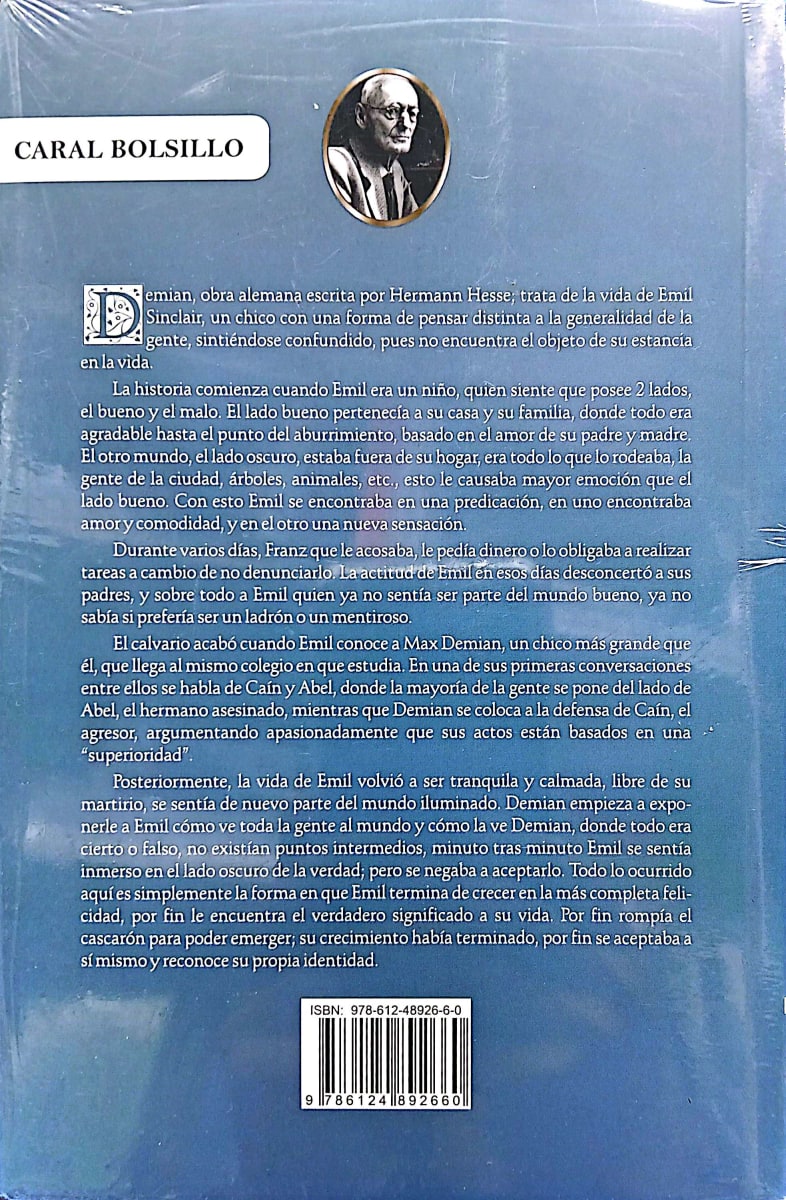 CARAL BOLSILLO
Demian, obra alemana escrita por Hermann Hesse; trata de la vida de Emil
Sinclair, un chico con una forma de pensar distinta a la generalidad de la
gente, sintiéndose confundido, pues no encuentra el objeto de su estancia
en la vida.
La historia comienza cuando Emil era un niño, quien siente que posee 2 lados,
el bueno y el malo. El lado bueno pertenecía a su casa y su familia, donde todo era
agradable hasta el punto del aburrimiento, basado en el amor de su padre y madre.
El otro mundo, el lado oscuro, estaba fuera de su hogar, era todo lo que lo rodeaba, la
gente de la ciudad, árboles, animales, etc., esto le causaba mayor emoción que el
lado bueno. Con esto Emil se encontraba en una predicación, en uno encontraba
amor y comodidad, y en el otro una nueva sensación.
Durante varios días, Franz que le acosaba, le pedía dinero o lo obligaba a realizar
tareas a cambio de no denunciarlo. La actitud de Emil en esos días desconcertó a sus
padres, y sobre todo a Emil quien ya no sentía ser parte del mundo bueno, ya no
sabía si prefería ser un ladrón o un mentiroso.
El calvario acabó cuando Emil conoce a Max Demian, un chico más grande que
él, que llega al mismo colegio en que estudia. En una de sus primeras conversaciones
entre ellos se habla de Caín y Abel, donde la mayoría de la gente se pone del lado de
Abel, el hermano asesinado, mientras que Demian se coloca a la defensa de Caín, el
agresor, argumentando apasionadamente que sus actos están basados en una
“superioridad”.
Posteriormente, la vida de Emil volvió a ser tranquila y calmada, libre de su
martirio, se sentía de nuevo parte del mundo iluminado. Demian empieza a expo-
nerle a Emil cómo ve toda la gente al mundo y cómo la ve Demian, donde todo era
cierto o falso, no existían puntos intermedios, minuto tras minuto Emil se sentía
inmerso en el lado oscuro de la verdad; pero se negaba a aceptarlo. Todo lo ocurrido
aquí es simplemente la forma en que Emil termina de crecer en la más completa feli-
cidad, por fin le encuentra el verdadero significado a su vida. Por fin rompía el
cascarón para poder emerger; su crecimiento había terminado, por fin se aceptaba a
sí mismo y reconoce su propia identidad.
ISBN: 978-612-48926-6-0
9 786124 892660